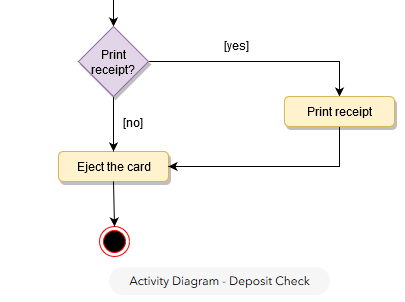 [yes]
Print
receipt?
Print receipt
[no]
Eject the card
Activity Diagram - Deposit Check